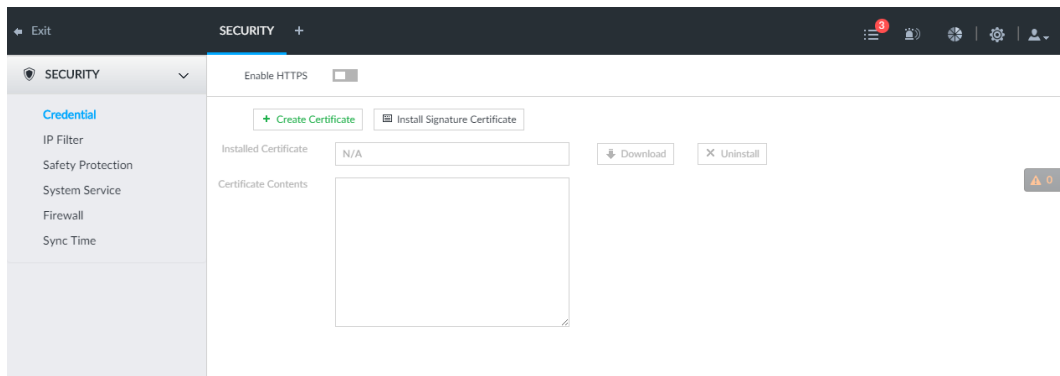 Exit
SECURITY +
3
SECURITY
Enable HTTPS
Credential
IP Filter
Safety Protection
System Service
Firewall
Sync Time
+ Create Certificate
Install Signature Certificate
Installed Certificate
N/A
Download
Uninstall
Certificate Contents
0